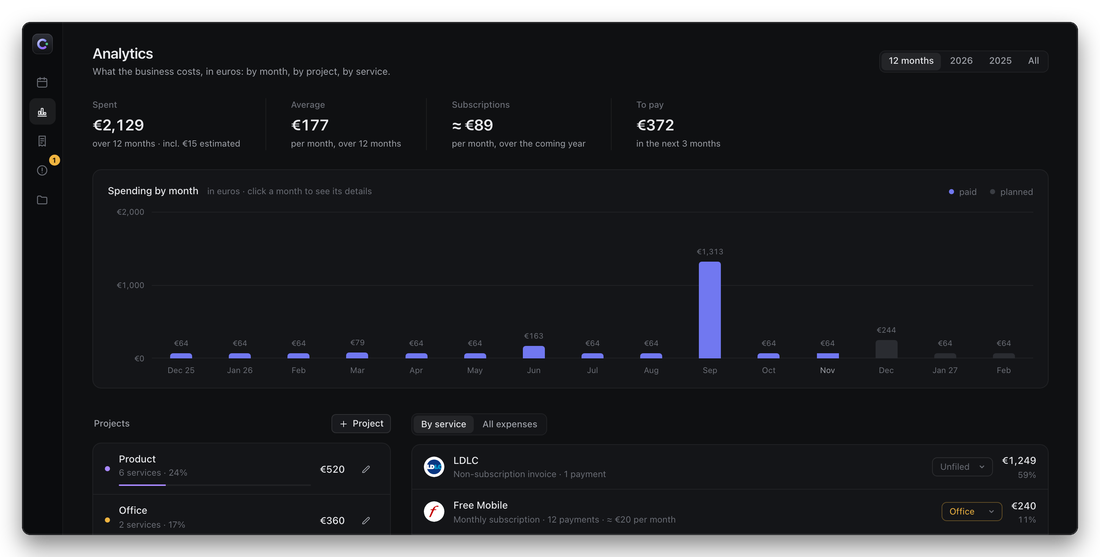 Analytics
What the business costs, in euros: by month, by project, by service.
12 months 2026 2025 All
1
Spent Average Subscriptions To pay
€2,129 €177 ≈ €89 €372
over 12 months · incl. €15 estimated per month, over 12 months per month, over the coming year in the next 3 months
Spending by month in euros · click a month to see its details paid planned
€2,000
€1,313
€1,000
€244
€163
€64 €64 €64 €79 €64 €64 €64 €64 €64 €64 €64 €64
€0
Dec 25 Jan 26 Feb Mar Apr May Jun Jul Aug Sep Oct Nov Dec Jan 27 Feb
Projects + Project By service All expenses
Product
6 services · 24%
€520
Office
2 services · 17%
€360
LDLC
LDLC
Non-subscription invoice · 1 payment
Unfiled
€1,249
59%
Free Mobile
Monthly subscription · 12 payments · ≈ €20 per month
Office
€240
11%